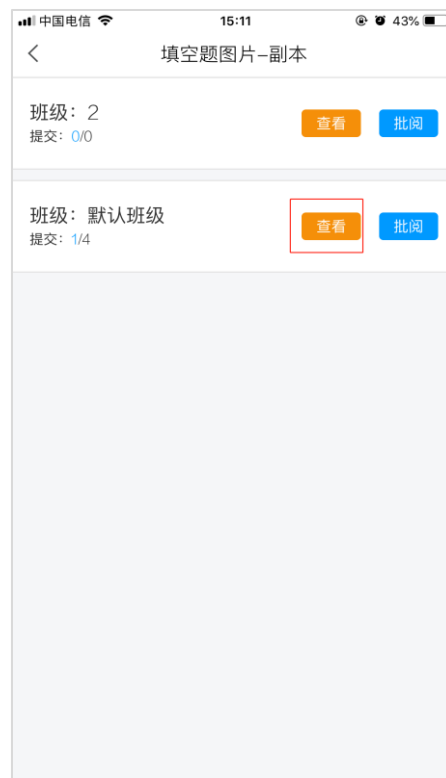 中国电信 15:11 43%
填空题图片-副本
班级：2
提交：0/0
查看 批阅
班级：默认班级
提交：1/4
查看 批阅